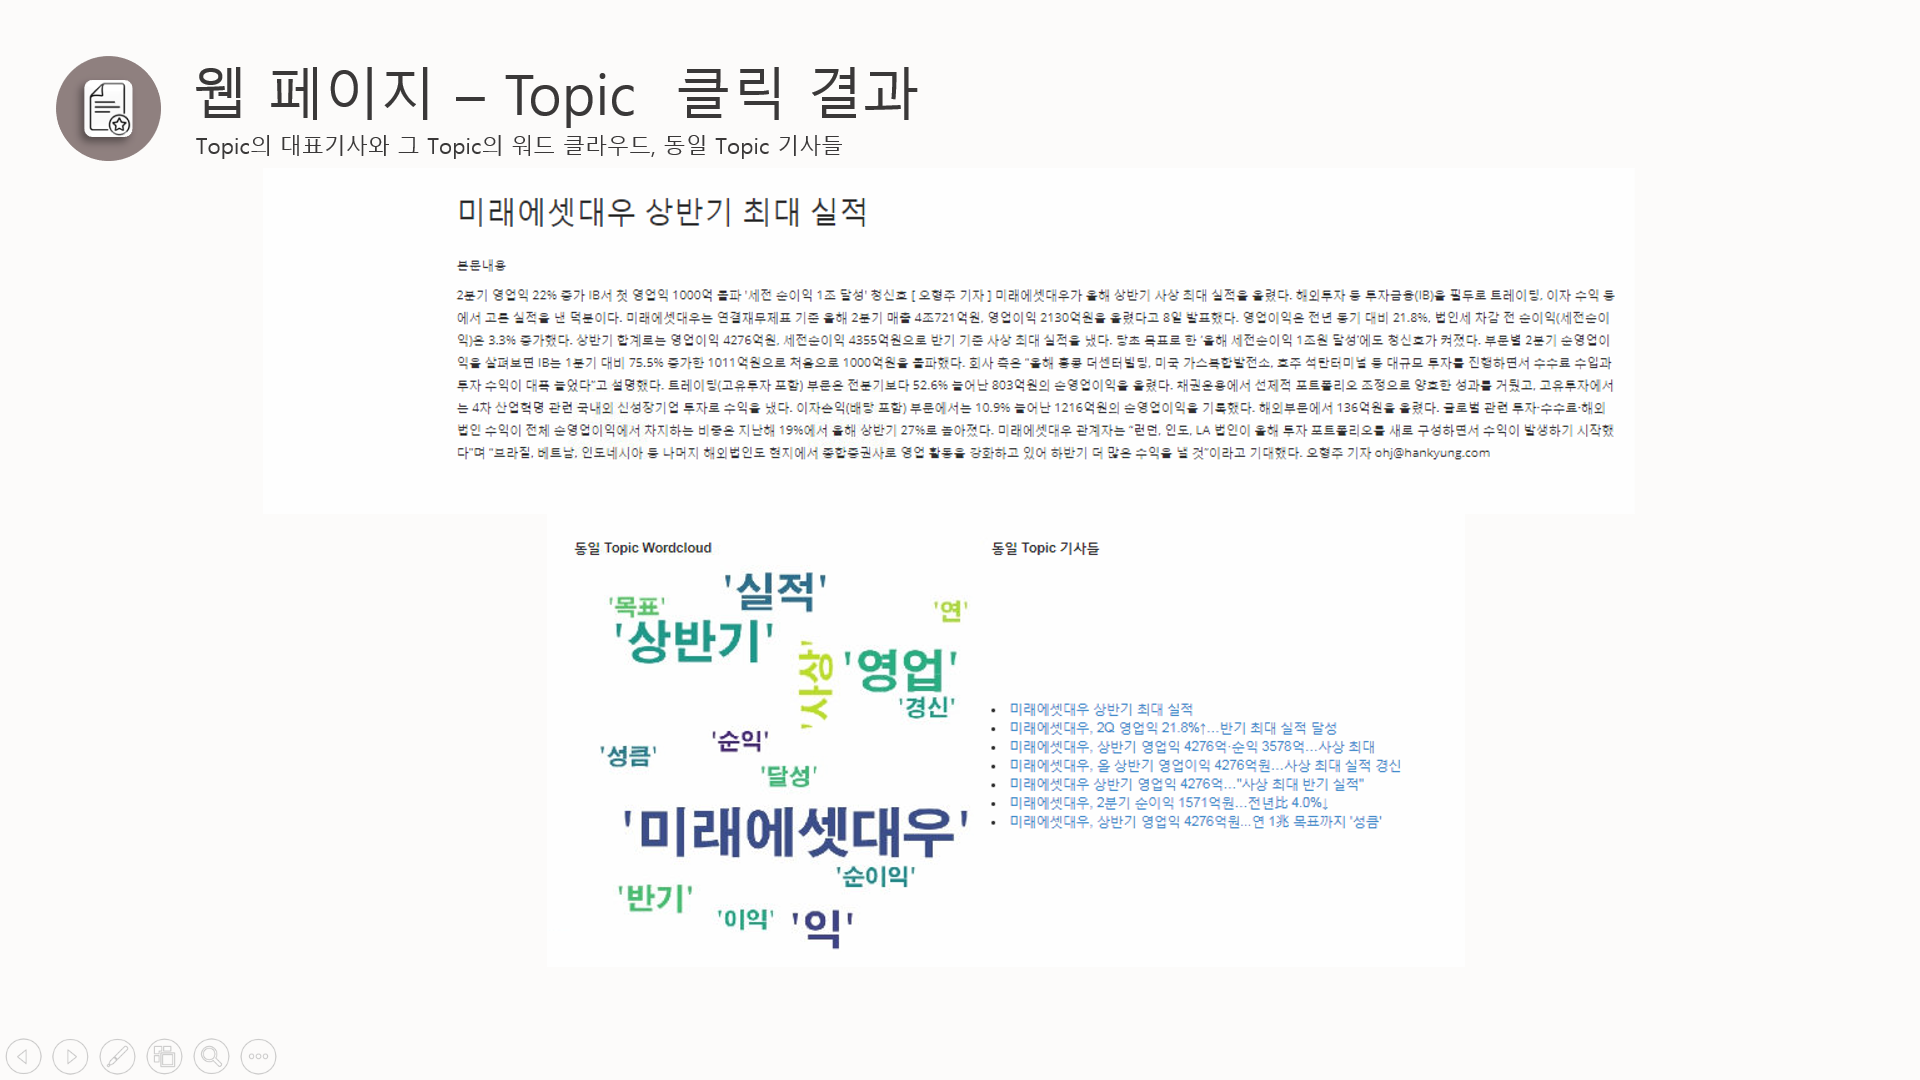 웹 페이지 – Topic 클릭 결과
Topic의 대표기사와 그 Topic의 워드 클라우드, 동일 Topic 기사들
미래에셋대우 상반기 최대 실적
본문내용
2분기 영업익 22% 증가 IB서 첫 영업익 1000억 돌파 '세전 순이익 1조 달성' 청신호 [ 오형주 기자 ] 미래에셋대우가 올해 상반기 사상 최대 실적을 올렸다. 해외투자 등 투자금융(IB)을 필두로 트레이딩, 이자 수익 등
에서 고른 실적을 낸 덕분이다. 미래에셋대우는 연결재무제표 기준 올해 2분기 매출 4조721억원, 영업이익 2130억원을 올렸다고 8일 발표했다. 영업이익은 전년 동기 대비 21.8%, 법인세 차감 전 순이익(세전순이
익)은 3.3% 증가했다. 상반기 합계로는 영업이익 4276억원, 세전순이익 4355억원으로 반기 기준 사상 최대 실적을 냈다. 당초 목표로 한 '올해 세전순이익 1조원 달성'에도 청신호가 켜졌다. 부문별 2분기 순영업이
익을 살펴보면 IB는 1분기 대비 75.5% 증가한 1011억원으로 처음으로 1000억원을 돌파했다. 회사 측은 "올해 홍콩 더센터빌딩, 미국 가스복합발전소, 호주 석탄터미널 등 대규모 투자를 진행하면서 수수료 수입과
투자 수익이 대폭 늘었다"고 설명했다. 트레이딩(고유투자 포함) 부문은 전분기보다 52.6% 늘어난 803억원의 순영업이익을 올렸다. 채권운용에서 선제적 포트폴리오 조정으로 양호한 성과를 거뒀고, 고유투자에서
는 4차 산업혁명 관련 국내외 신성장기업 투자로 수익을 냈다. 이자손익(배당 포함) 부문에서는 10.9% 늘어난 1216억원의 순영업이익을 기록했다. 해외부문에서 136억원을 올렸다. 글로벌 관련 투자·수수료·해외
법인 수익이 전체 순영업이익에서 차지하는 비중은 지난해 19%에서 올해 상반기 27%로 높아졌다. 미래에셋대우 관계자는 "런던, 인도, LA 법인이 올해 투자 포트폴리오를 새로 구성하면서 수익이 발생하기 시작했
다"며 "브라질, 베트남, 인도네시아 등 나머지 해외법인도 현지에서 종합증권사로 영업 활동을 강화하고 있어 하반기 더 많은 수익을 낼 것"이라고 기대했다. 오형주 기자 ohj@hankyung.com
동일 Topic Wordcloud
'실적'
'목표'
'연'
'상반기'
'사상'
'영업'
'경신'
'순익'
'성큼'
'달성'
'미래에셋대우'
'순이익'
'반기'
'이익'
'익'
동일 Topic 기사들
미래에셋대우 상반기 최대 실적
미래에셋대우, 2Q 영업익 21.8%↑…반기 최대 실적 달성
미래에셋대우, 상반기 영업익 4276억·순익 3578억…사상 최대
미래에셋대우, 올 상반기 영업이익 4276억원…사상 최대 실적 경신
미래에셋대우 상반기 영업익 4276억…"사상 최대 반기 실적"
미래에셋대우, 2분기 순이익 1571억원…전년比 4.0%↓
미래에셋대우, 상반기 영업익 4276억원...연 1兆 목표까지 '성큼'